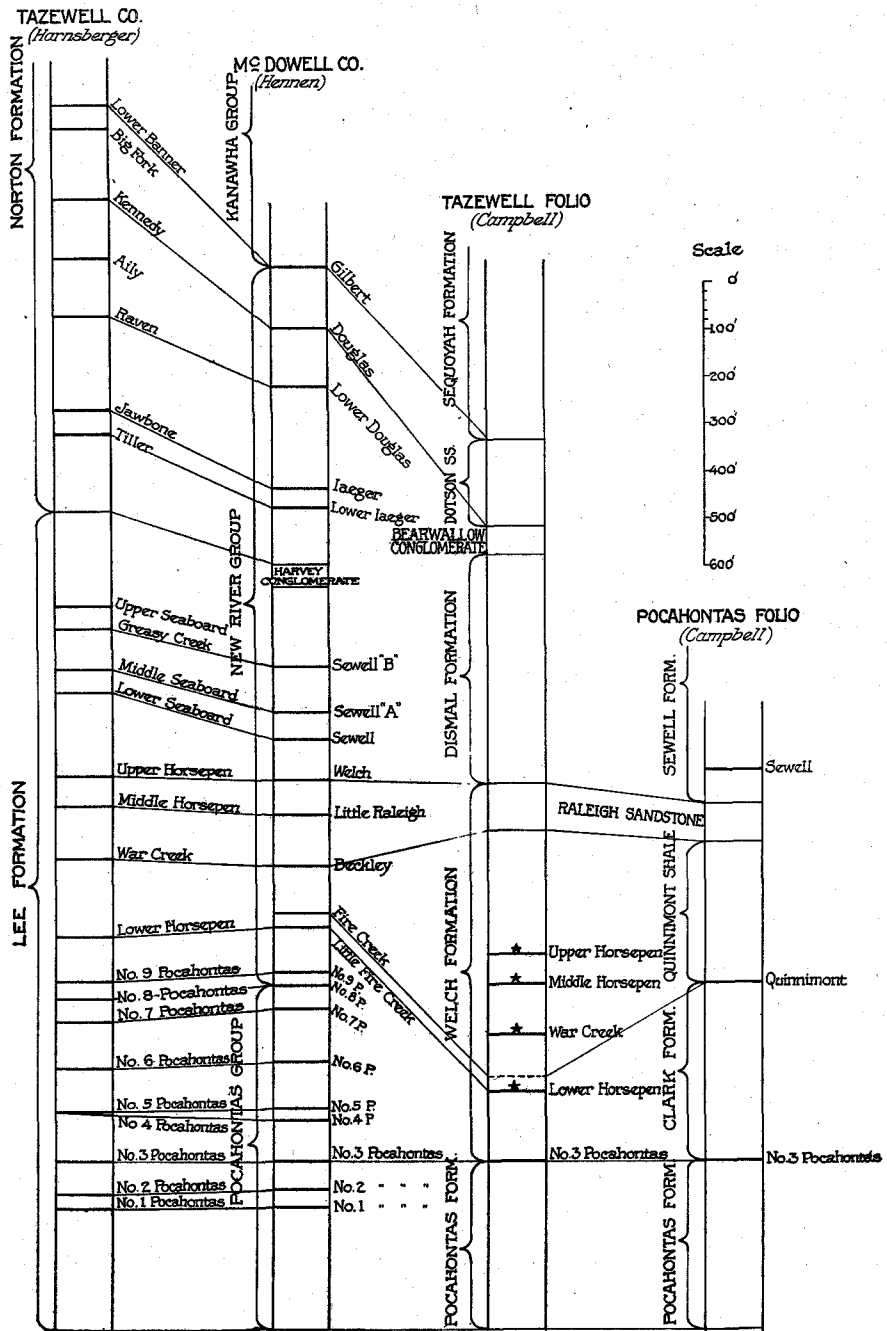 TAZEWELL CO.
(Harnsberger)
NORTON FORMATION
LEE FORMATION
Lower Banner
Big Fork
Kennedy
Aily
Raven
Jawbone
Tiller
Upper Seaboard
Greasy Creek
Middle Seaboard
Lower Seaboard
Upper Horsepen
Middle Horsepen
War Creek
Lower Horsepen
No. 9 Pocahontas
No. 8-Pocahontas
No. 7 Pocahontas
No. 6 Pocahontas
No. 5 Pocahontas
No 4 Pocahontas
No. 3 Pocahontas
No. 2 Pocahontas
No. 1 Pocahontas
Mc DOWELL CO.
(Hennen)
KANAWHA GROUP
NEW RIVER GROUP
POCAHONTAS GROUP
HARVEY
CONGLOMERATE
Gilbert
Douglas
Lower Douglas
Iaeger
Lower Iaeger
Sewell "B"
Sewell "A"
Sewell
Welch
Little Raleigh
Beckley
Fire Creek
Little Fire Creek
No. 9 P.
No. 8 P.
No. 7 P.
No. 6 P.
No. 5 P.
No. 4 P
No. 3 Pocahontas
No. 2 " " "
No. 1 " " "
TAZEWELL FOLIO
(Campbell)
SEQUOYAH FORMATION
DOTSON SS.
BEARWALLOW
CONGLOMERATE
DISMAL FORMATION
WELCH FORMATION
POCAHONTAS FORM.
RALEIGH SANDSTONE
Upper Horsepen
Middle Horsepen
War Creek
Lower Horsepen
No. 3 Pocahontas
Scale
0'
100'
200'
300'
400'
500'
600'
POCAHONTAS FOLIO
(Campbell)
SEWELL FORM.
QUINNIMONT SHALE
CLARK FORM.
POCAHONTAS FORM.
Sewell
Quinnimont
No. 3 Pocahontas